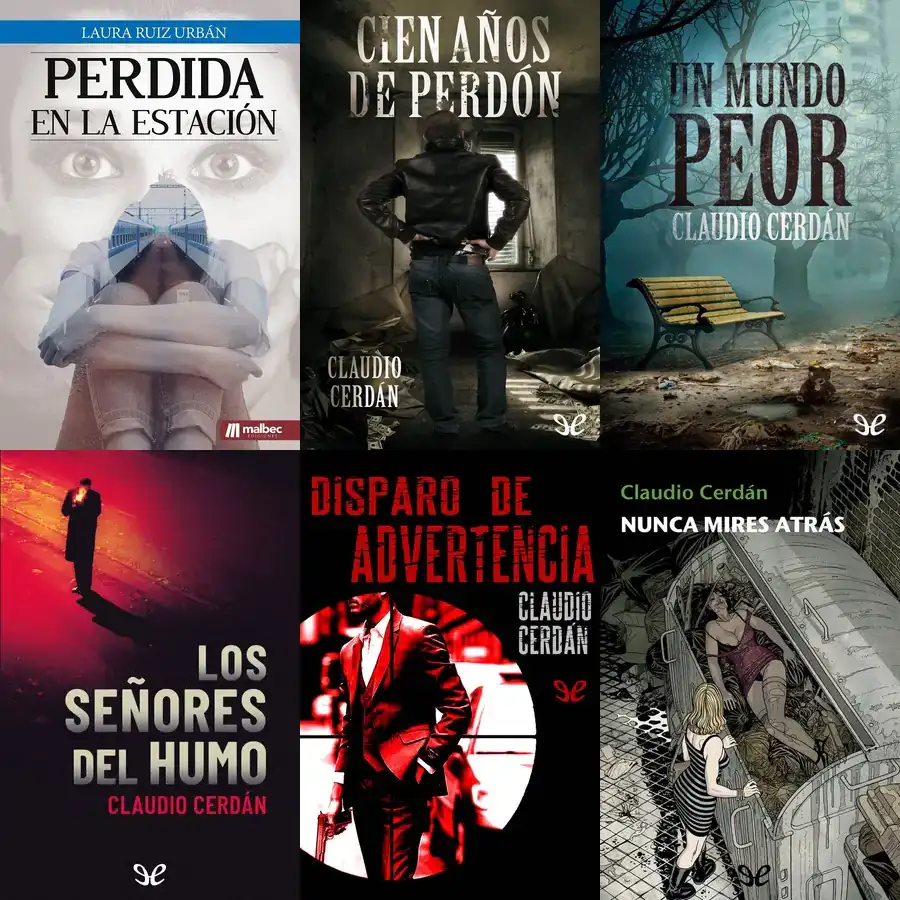 LAURA RUIZ URBÁN
PERDIDA
EN LA ESTACIÓN
malbec
EDICIONES
CIEN AÑOS
DE PERDÓN
CLAUDIO
CERDÁN
UN MUNDO
PEOR
CLAUDIO CERDÁN
LOS
SEÑORES
DEL HUMO
CLAUDIO CERDÁN
DISPARO DE
ADVERTENCIA
CLAUDIO
CERDÁN
Claudio Cerdán
NUNCA MIRES ATRÁS